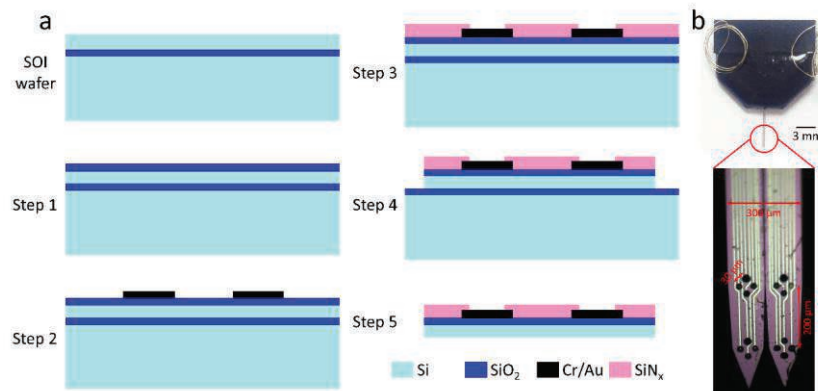 a
b
SOI
wafer
Step 1
Step 2
Step 3
Step 4
Step 5
Si
SiO2
Cr/Au
SiNx
3 mm
300 μm
30 μm
200 μm